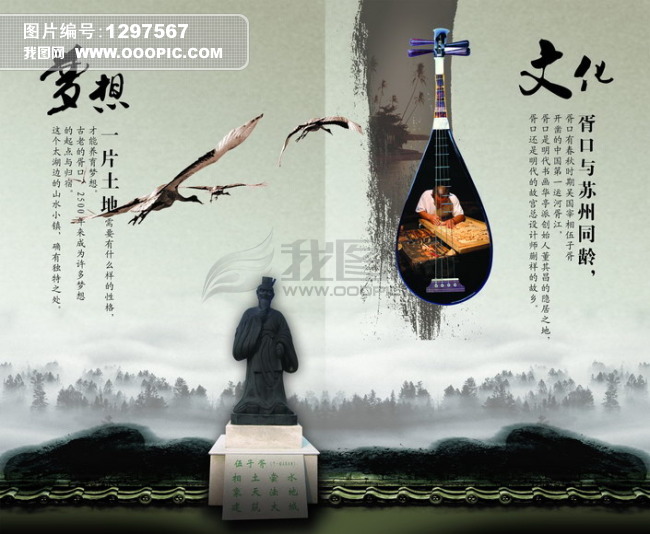 图片编号:1297567
我图网 www.OOOPIC.com
梦想
一片土地
需要有什么样的性格，
才能养育梦想。
古老的胥口，2500年来成为许多梦想
的起点与归宿。
这个太湖边的山水小镇，确有独特之处。
文化
胥口与苏州同龄，
胥口有春秋时期吴国宰相伍子胥
开凿的中国第一运河胥江。
胥口是明代书画华亭派创始人董其昌的隐居之地，
胥口还是明代的故宫总设计师蒯祥的故乡。
我图网
WWW.OOOPIC.COM
伍子胥
相土尝水
象天法地
建筑大城